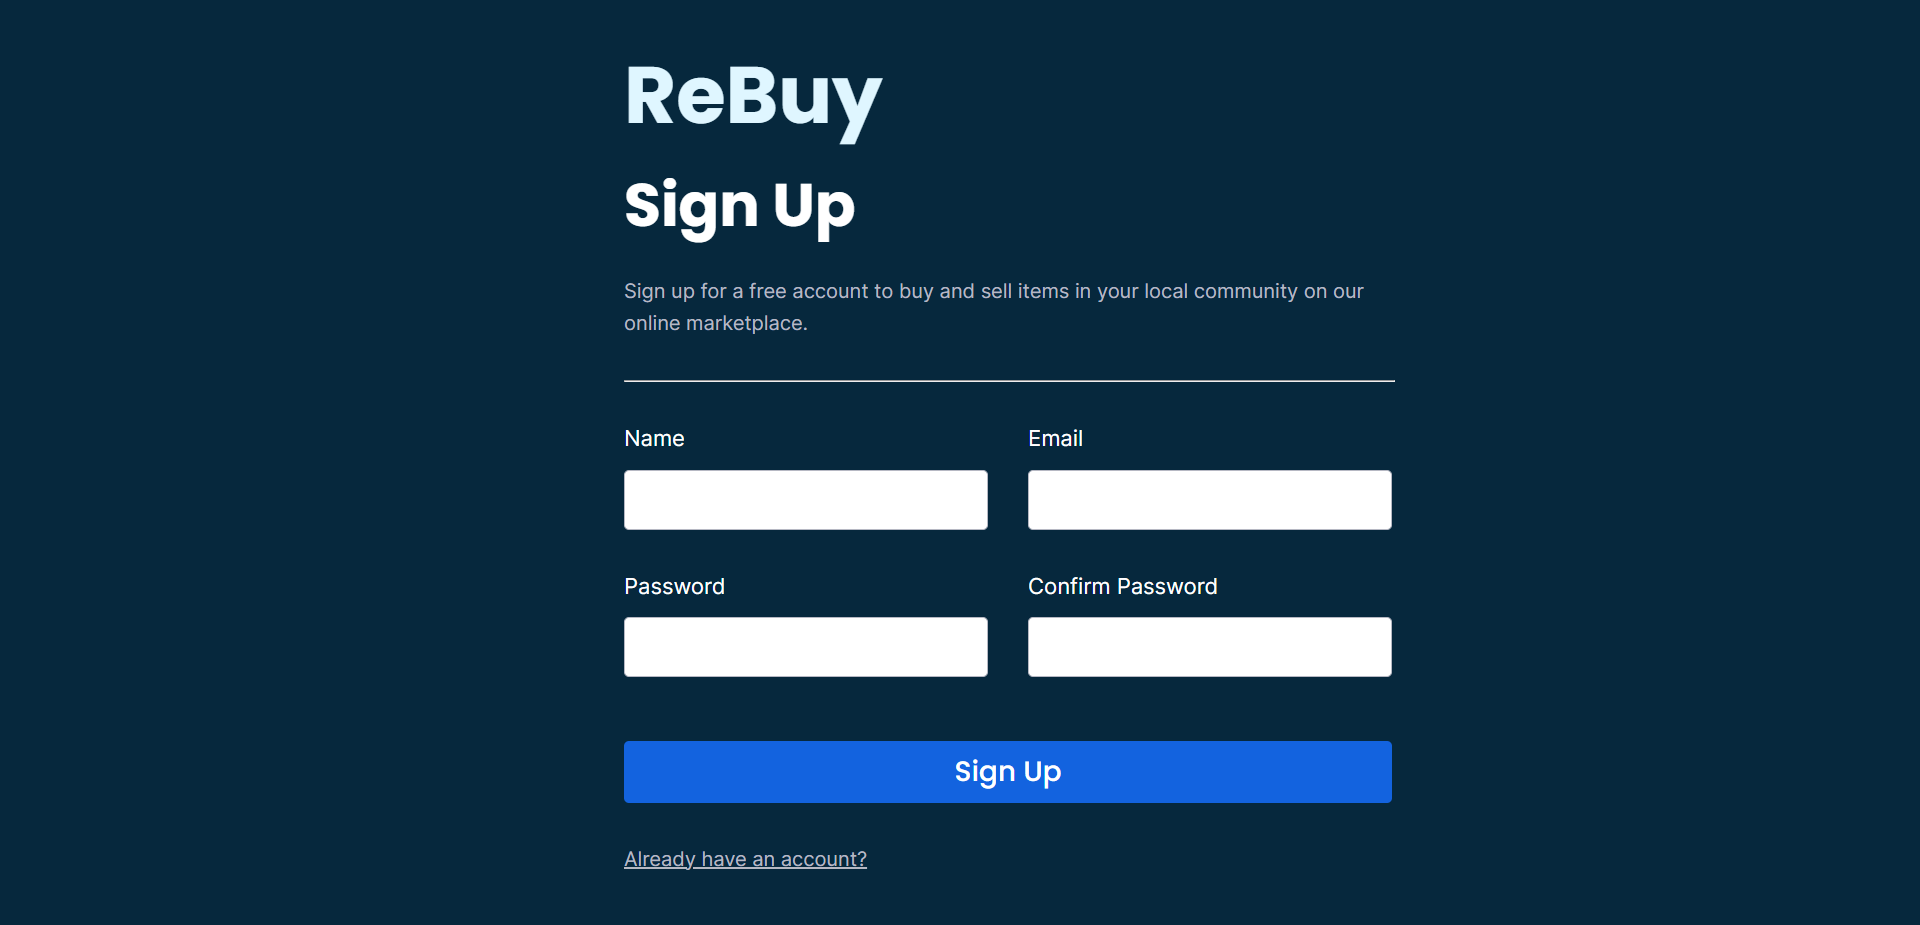 ReBuy
Sign Up
Sign up for a free account to buy and sell items in your local community on our
online marketplace.
Name
Email
Password
Confirm Password
Sign Up
Already have an account?